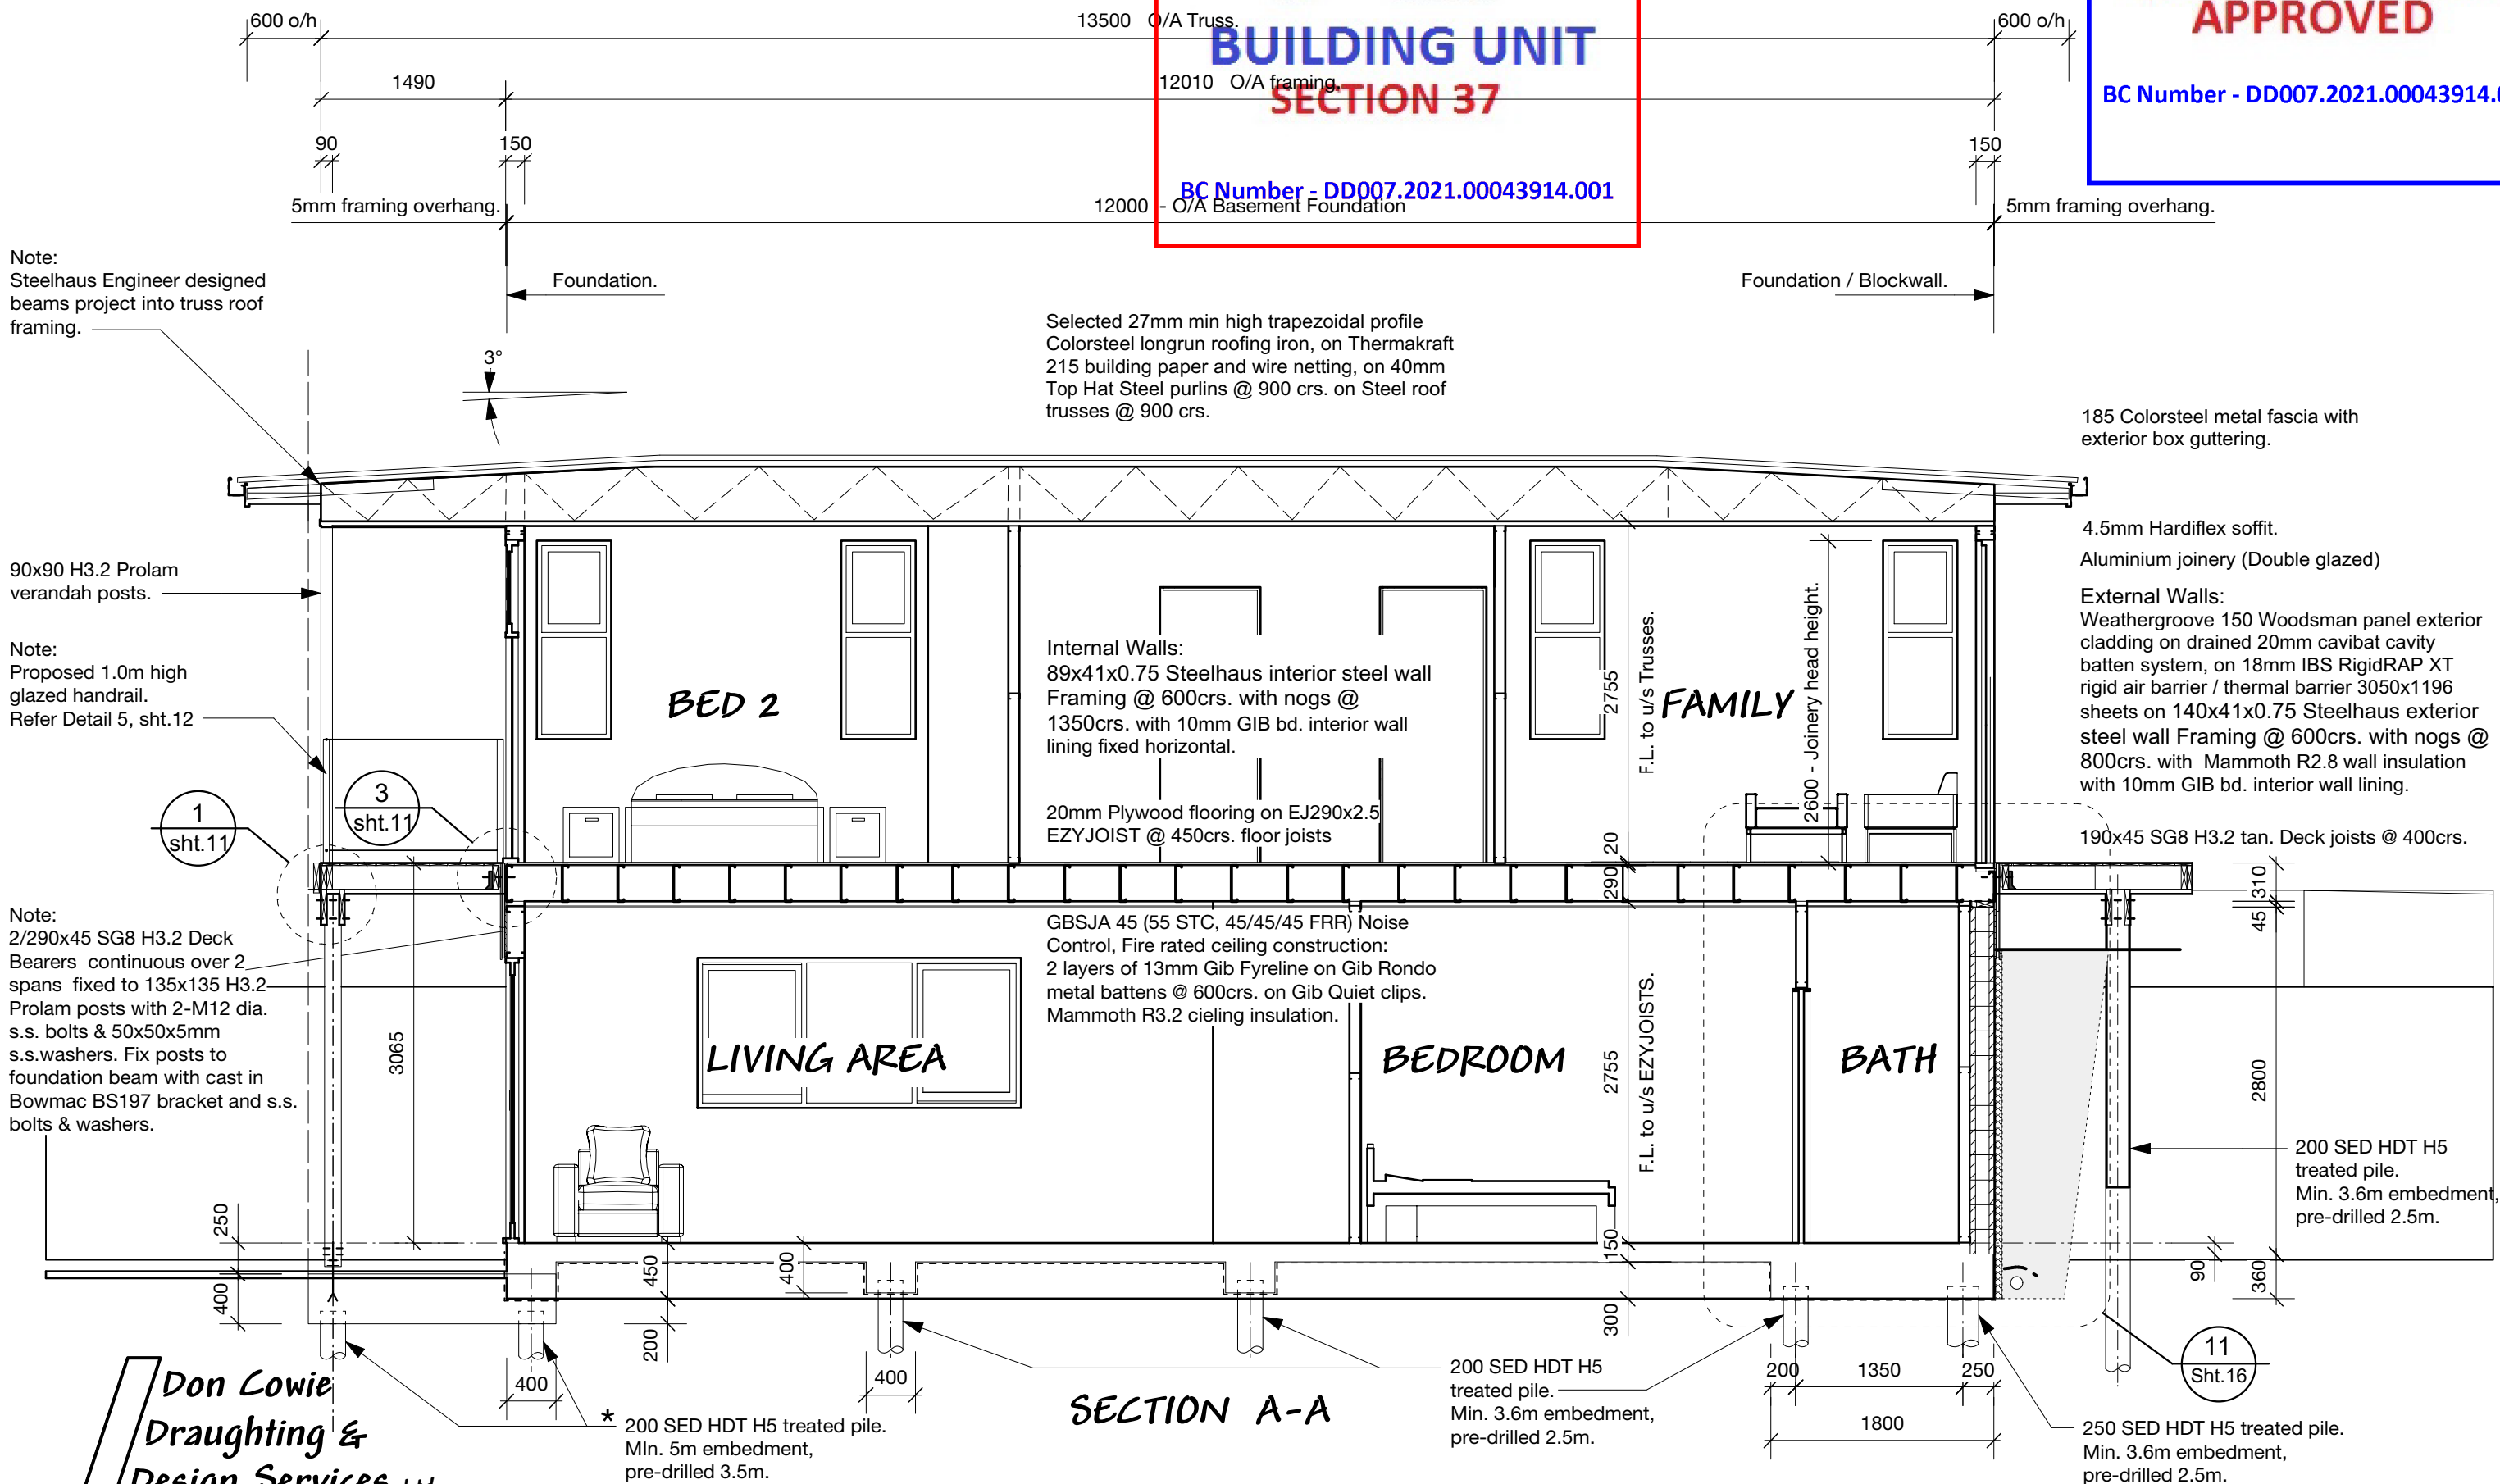 600 o/h
13500 O/A Truss.
600 o/h
APPROVED
BUILDING UNIT
1490
12010 O/A framing.
SECTION 37
BC Number - DD007.2021.00043914.0
90
150
150
BC Number - DD007.2021.00043914.001
5mm framing overhang.
12000 - O/A Basement Foundation
5mm framing overhang.
Note:
Steelhaus Engineer designed
beams project into truss roof
framing.
Foundation.
Foundation / Blockwall.
Selected 27mm min high trapezoidal profile
Colorsteel longrun roofing iron, on Thermakraft
215 building paper and wire netting, on 40mm
Top Hat Steel purlins @ 900 crs. on Steel roof
trusses @ 900 crs.
3°
185 Colorsteel metal fascia with
exterior box guttering.
4.5mm Hardiflex soffit.
Aluminium joinery (Double glazed)
90x90 H3.2 Prolam
verandah posts.
External Walls:
Weathergroove 150 Woodsman panel exterior
cladding on drained 20mm cavibat cavity
batten system, on 18mm IBS RigidRAP XT
rigid air barrier / thermal barrier 3050x1196
sheets on 140x41x0.75 Steelhaus exterior
steel wall Framing @ 600crs. with nogs @
800crs. with Mammoth R2.8 wall insulation
with 10mm GIB bd. interior wall lining.
Note:
Proposed 1.0m high
glazed handrail.
Refer Detail 5, sht.12
BED 2
Internal Walls:
89x41x0.75 Steelhaus interior steel wall
Framing @ 600crs. with nogs @
1350crs. with 10mm GIB bd. interior wall
lining fixed horizontal.
2755
F.L. to u/s Trusses.
FAMILY
2600 - Joinery head height.
1
sht.11
3
sht.11
20mm Plywood flooring on EJ290x2.5
EZYJOIST @ 450crs. floor joists
20
290
190x45 SG8 H3.2 tan. Deck joists @ 400crs.
310
45
Note:
2/290x45 SG8 H3.2 Deck
Bearers continuous over 2
spans fixed to 135x135 H3.2
Prolam posts with 2-M12 dia.
s.s. bolts & 50x50x5mm
s.s.washers. Fix posts to
foundation beam with cast in
Bowmac BS197 bracket and s.s.
bolts & washers.
GBSJA 45 (55 STC, 45/45/45 FRR) Noise
Control, Fire rated ceiling construction:
2 layers of 13mm Gib Fyreline on Gib Rondo
metal battens @ 600crs. on Gib Quiet clips.
Mammoth R3.2 cieling insulation.
3065
LIVING AREA
BEDROOM
2755
F.L. to u/s EZYJOISTS.
BATH
2800
200 SED HDT H5
treated pile.
Min. 3.6m embedment,
pre-drilled 2.5m.
250
400
450
200
400
150
300
90
360
400
400
200
1350
250
1800
11
Sht.16
Don Cowie
Draughting &
Design Services Ltd
* 200 SED HDT H5 treated pile.
MIn. 5m embedment,
pre-drilled 3.5m.
SECTION A-A
200 SED HDT H5
treated pile.
Min. 3.6m embedment,
pre-drilled 2.5m.
250 SED HDT H5 treated pile.
Min. 3.6m embedment,
pre-drilled 2.5m.